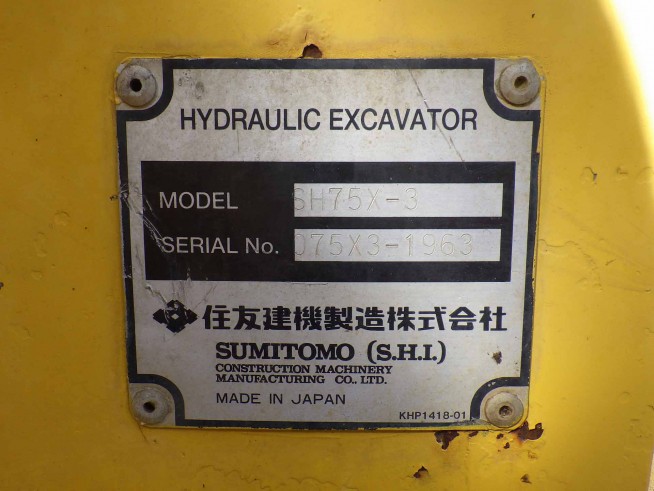 HYDRAULIC EXCAVATOR
MODEL SH75X-3
SERIAL No. 075X3-1963
住友建機製造株式会社
SUMITOMO (S.H.I.)
CONSTRUCTION MACHINERY
MANUFACTURING CO., LTD.
MADE IN JAPAN
KHP1418-01